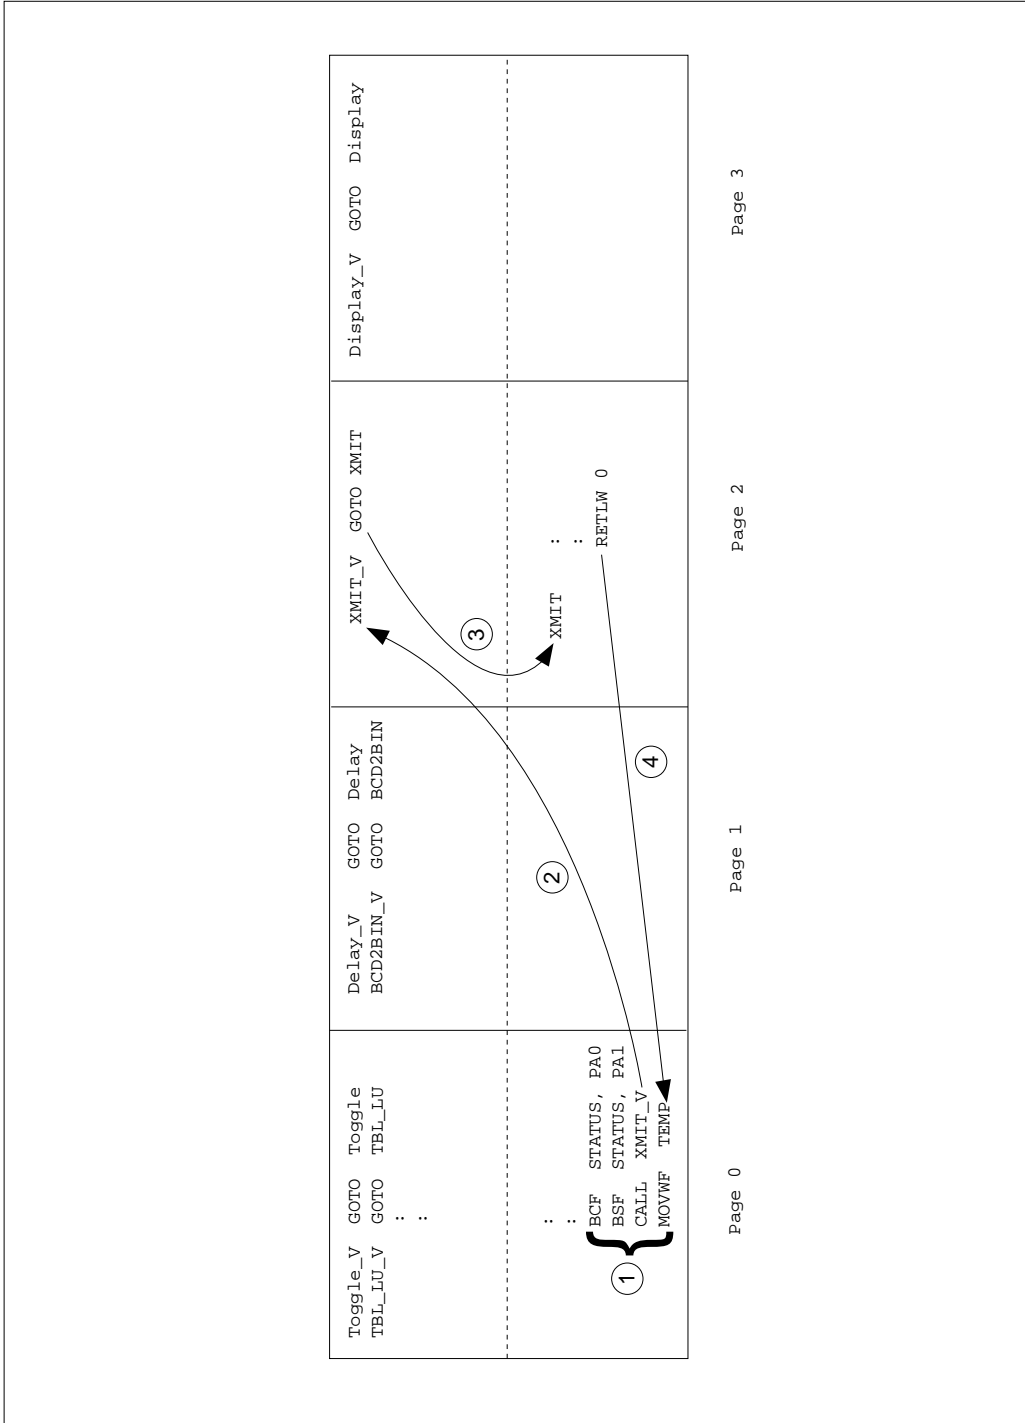 Toggle_V GOTO Toggle
TBL_LU_V GOTO TBL_LU
:
:
:
:
BCF STATUS, PA0
BSF STATUS, PA1
CALL XMIT_V
MOVWF TEMP
1
Page 0
Delay_V GOTO Delay
BCD2BIN_V GOTO BCD2BIN
2
4
Page 1
XMIT_V GOTO XMIT
3
XMIT :
:
RETLW 0
Page 2
Display_V GOTO Display
Page 3